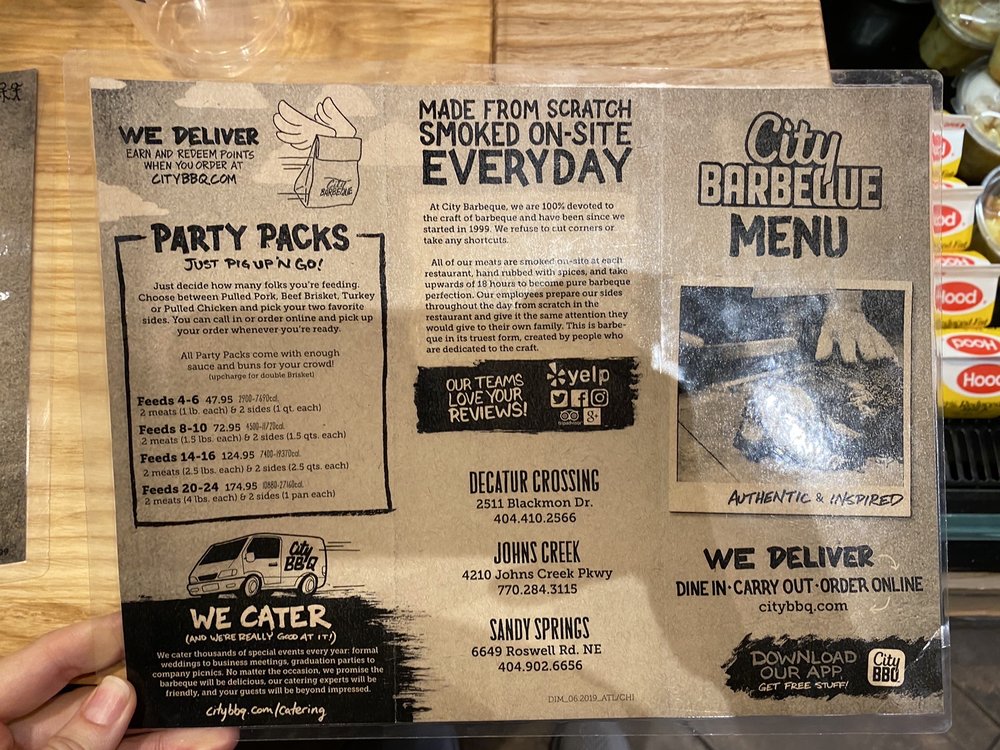 WE DELIVER
EARN AND REDEEM POINTS
WHEN YOU ORDER AT
CITYBBQ.COM
City
BARBEQUE
PARTY PACKS
JUST PIG UP 'N GO!
Just decide how many folks you're feeding.
Choose between Pulled Pork, Beef Brisket, Turkey
or Pulled Chicken and pick your two favorite
sides. You can call in or order online and pick up
your order whenever you're ready.
All Party Packs come with enough
sauce and buns for your crowd!
(upcharge for double Brisket)
Feeds 4-6 47.95 2900-7690cal.
2 meats (1 lb. each) & 2 sides (1 qt. each)
Feeds 8-10 72.95 4500-11720cal.
2 meats (1.5 lbs. each) & 2 sides (1.5 qts. each)
Feeds 14-16 124.95 7400-19370cal.
2 meats (2.5 lbs. each) & 2 sides (2.5 qts. each)
Feeds 20-24 174.95 10880-27160cal.
2 meats (4 lbs. each) & 2 sides (1 pan each)
City
BBQ
WE CATER
(AND WE'RE REALLY GOOD AT IT!)
We cater thousands of special events every year: formal
weddings to business meetings, graduation parties to
company picnics. No matter the occasion, we promise the
barbeque will be delicious, our catering experts will be
friendly, and your guests will be beyond impressed.
citybbq.com/catering
MADE FROM SCRATCH
SMOKED ON-SITE
EVERYDAY
At City Barbeque, we are 100% devoted to
the craft of barbeque and have been since we
started in 1999. We refuse to cut corners or
take any shortcuts.
All of our meats are smoked on-site at each
restaurant, hand rubbed with spices, and take
upwards of 18 hours to become pure barbeque
perfection. Our employees prepare our sides
throughout the day from scratch in the
restaurant and give it the same attention they
would give to their own family. This is barbe-
que in its truest form, created by people who
are dedicated to the craft.
OUR TEAMS
LOVE YOUR
REVIEWS!
yelp
tripadvisor
g+
DECATUR CROSSING
2511 Blackmon Dr.
404.410.2566
JOHNS CREEK
4210 Johns Creek Pkwy
770.284.3115
SANDY SPRINGS
6649 Roswell Rd. NE
404.902.6656
DIM_06.2019_ATL/CHI
City
BARBEQUE
MENU
AUTHENTIC & INSPIRED
WE DELIVER
DINE IN · CARRY OUT · ORDER ONLINE
citybbq.com
DOWNLOAD
OUR APP
GET FREE STUFF!
City
BBQ
Hood
Hood
Hood
Hood